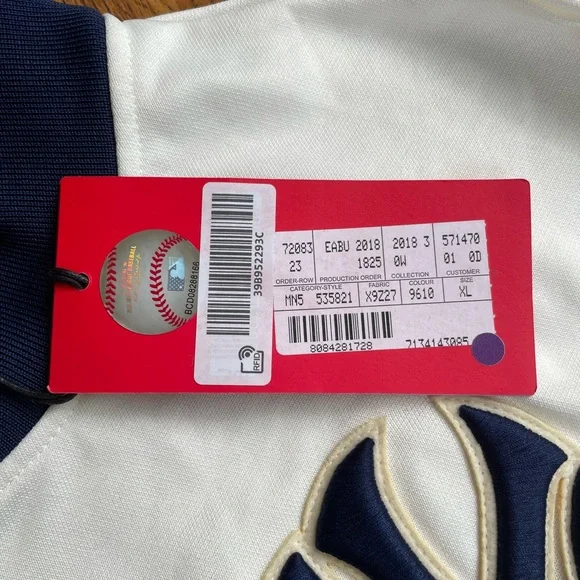 BCD08288166
39B952293C
RFID
72083 EABU 2018 2018 3 571470
23 1825 0W 01 0D
ORDER-ROW PRODUCTION ORDER COLLECTION CUSTOMER
CATEGORY-STYLE FABRIC COLOUR SIZE
MN5 535821 X9Z27 9610 XL
8084281728 7134143085